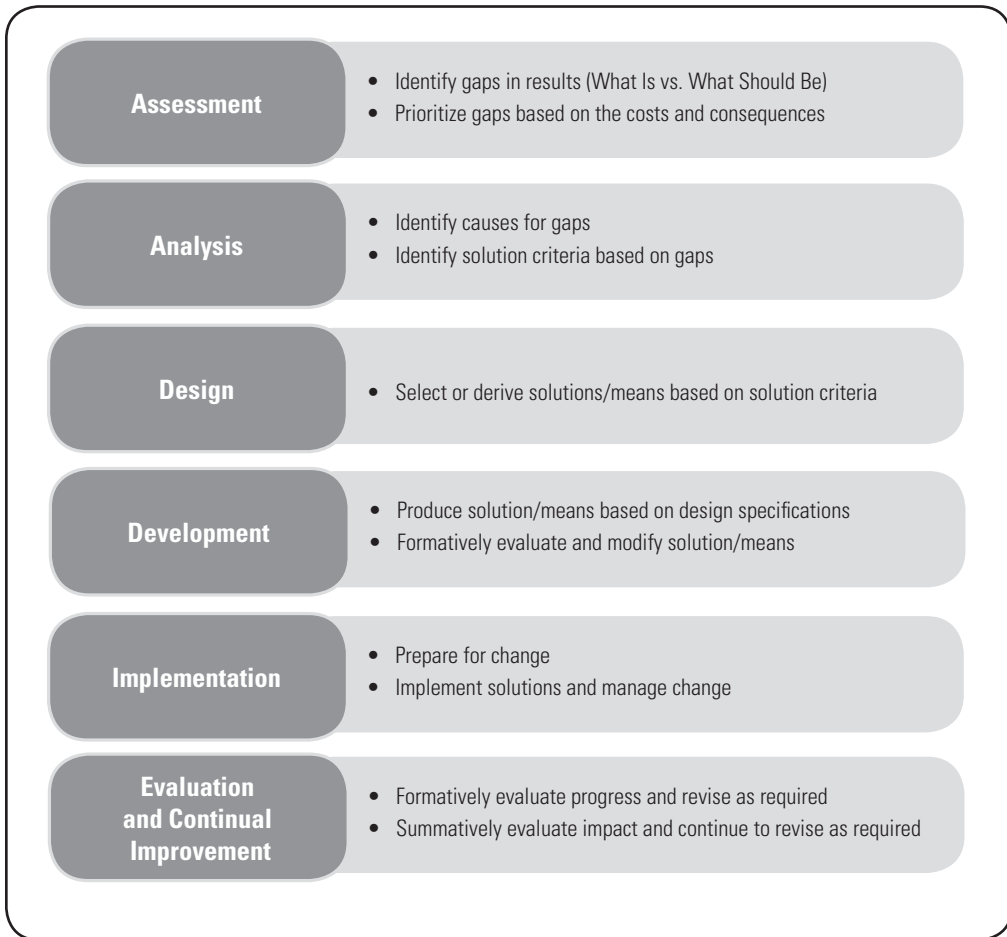 Assessment
• Identify gaps in results (What Is vs. What Should Be)
• Prioritize gaps based on the costs and consequences
Analysis
• Identify causes for gaps
• Identify solution criteria based on gaps
Design
• Select or derive solutions/means based on solution criteria
Development
• Produce solution/means based on design specifications
• Formatively evaluate and modify solution/means
Implementation
• Prepare for change
• Implement solutions and manage change
Evaluation
and Continual
Improvement
• Formatively evaluate progress and revise as required
• Summatively evaluate impact and continue to revise as required